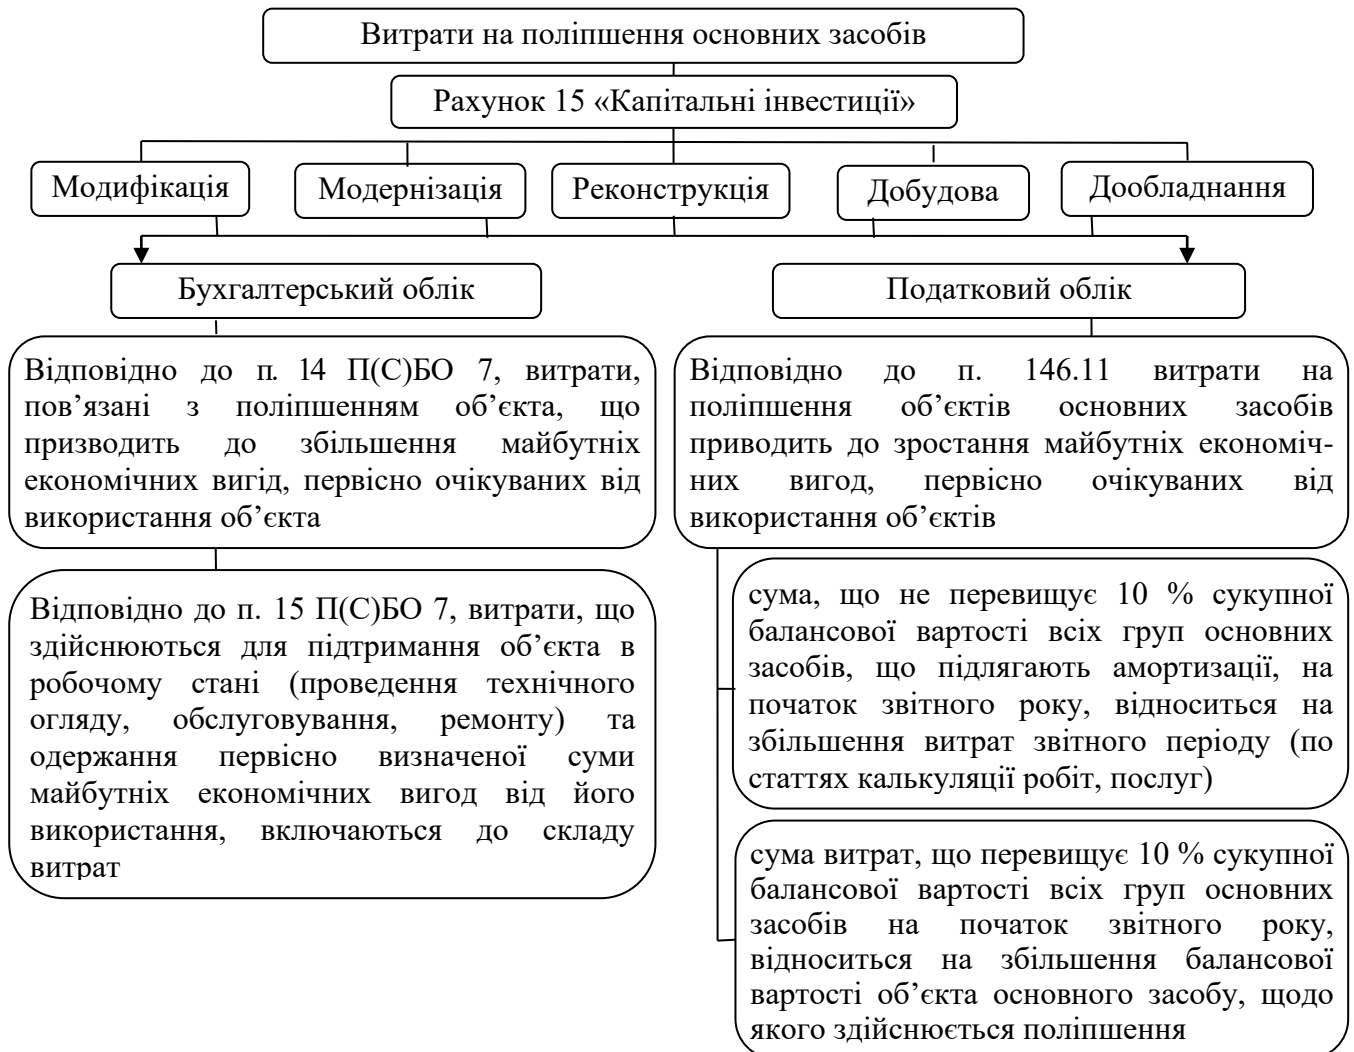 Витрати на поліпшення основних засобів
Рахунок 15 «Капітальні інвестиції»
Модифікація
Модернізація
Реконструкція
Добудова
Дообладнання
Бухгалтерський облік
Податковий облік
Відповідно до п. 14 П(С)БО 7, витрати,
пов’язані з поліпшенням об’єкта, що
призводить до збільшення майбутніх
економічних вигід, первісно очікуваних від
використання об’єкта
Відповідно до п. 15 П(С)БО 7, витрати, що
здійснюються для підтримання об’єкта в
робочому стані (проведення технічного
огляду, обслуговування, ремонту) та
одержання первісно визначеної суми
майбутніх економічних вигод від його
використання, включаються до складу
витрат
Відповідно до п. 146.11 витрати на
поліпшення об’єктів основних засобів
приводить до зростання майбутніх економіч-
них вигод, первісно очікуваних від
використання об’єктів
сума, що не перевищує 10 % сукупної
балансової вартості всіх груп основних
засобів, що підлягають амортизації, на
початок звітного року, відноситься на
збільшення витрат звітного періоду (по
статтях калькуляції робіт, послуг)
сума витрат, що перевищує 10 % сукупної
балансової вартості всіх груп основних
засобів на початок звітного року,
відноситься на збільшення балансової
вартості об’єкта основного засобу, щодо
якого здійснюється поліпшення